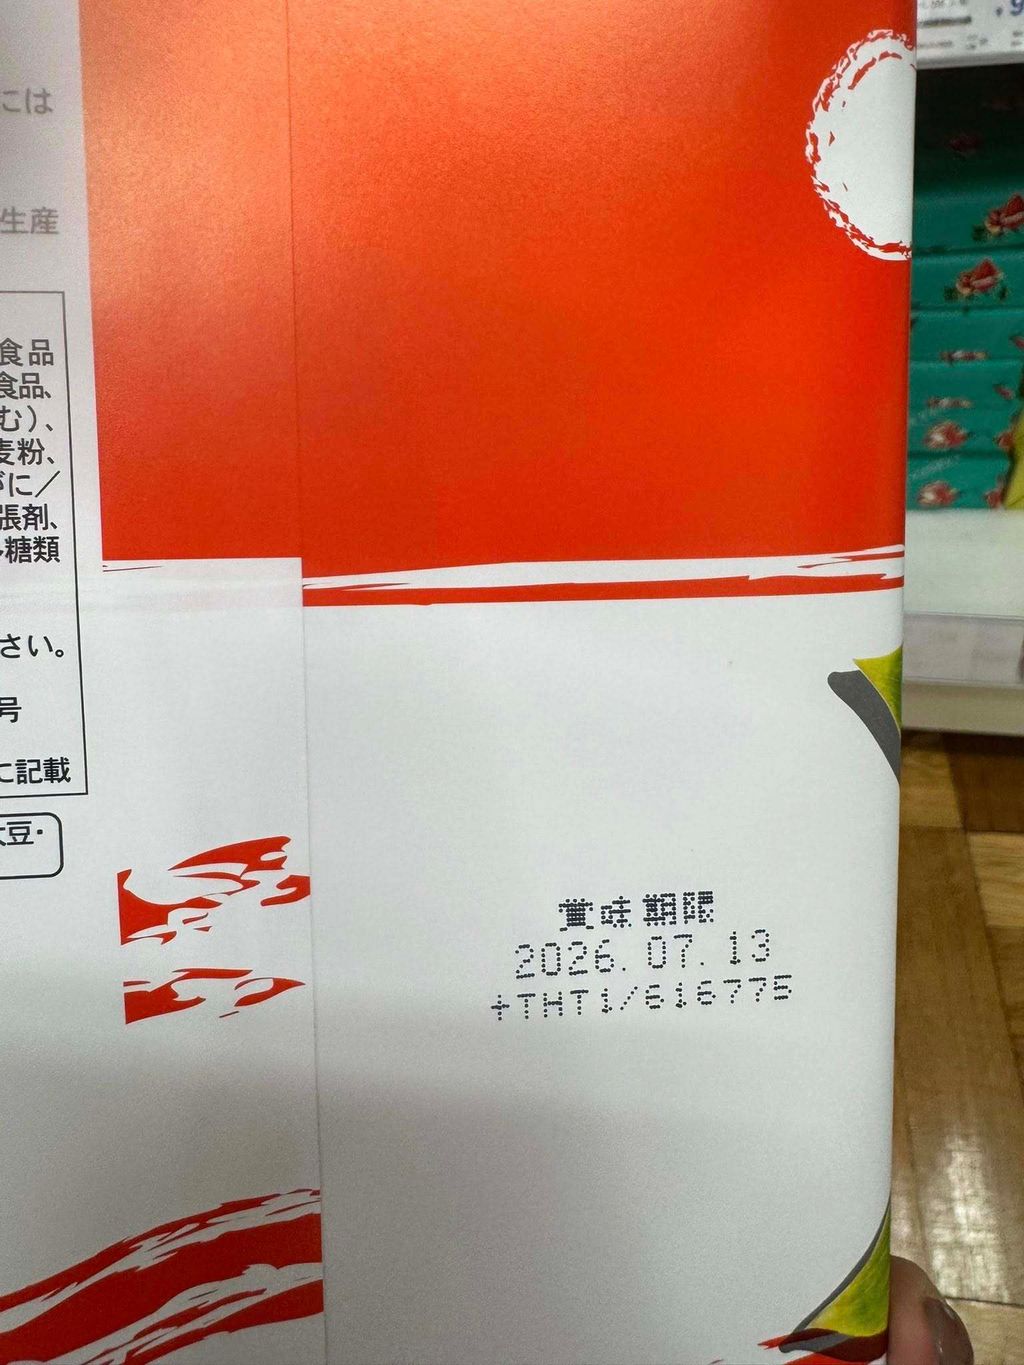 には
生産
食品
食品、
む）、
麦粉、
に／
張剤、
糖類
さい。
号
に記載
大豆・
賞味期限
2026.07.13
+THT1/616775